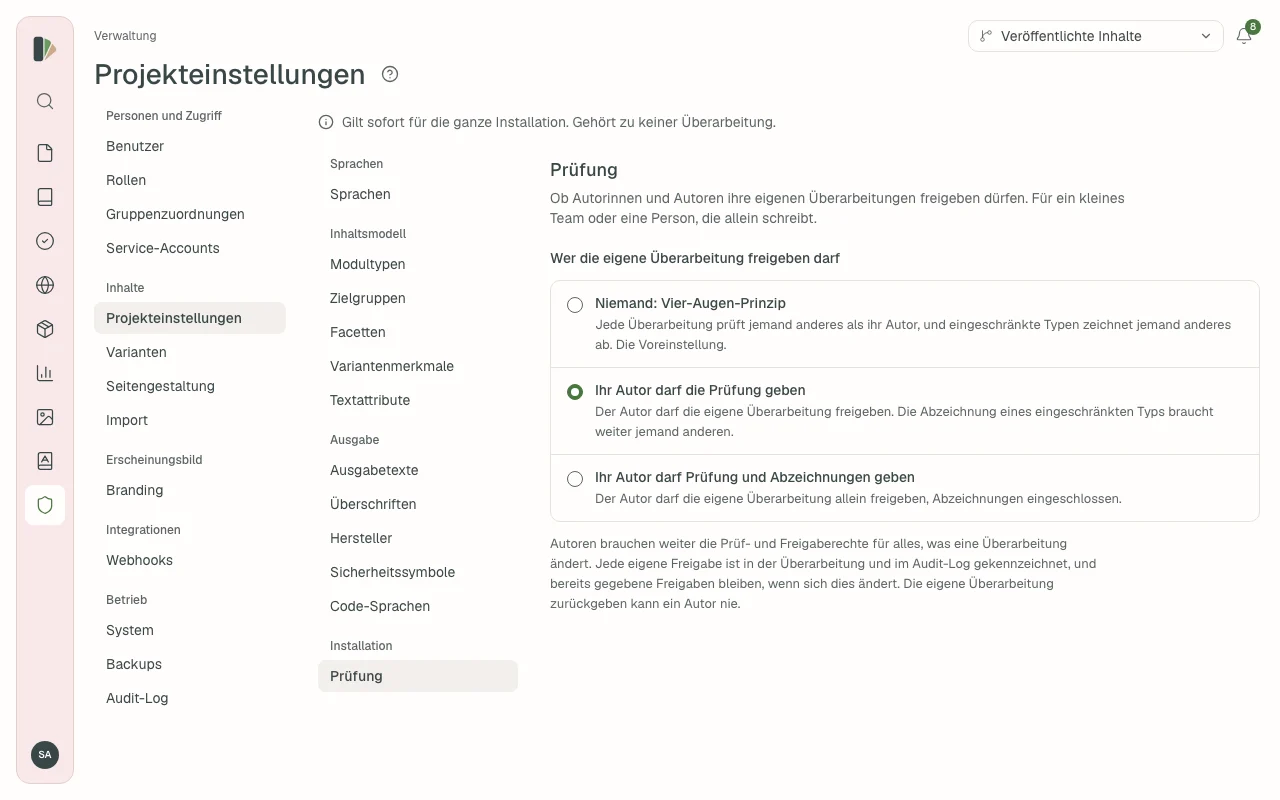 Verwaltung
Veröffentlichte Inhalte
8
Projekteinstellungen
Personen und Zugriff
Benutzer
Rollen
Gruppenzuordnungen
Service-Accounts
Inhalte
Projekteinstellungen
Varianten
Seitengestaltung
Import
Erscheinungsbild
Branding
Integrationen
Webhooks
Betrieb
System
Backups
Audit-Log
SA
Gilt sofort für die ganze Installation. Gehört zu keiner Überarbeitung.
Sprachen
Sprachen
Inhaltsmodell
Modultypen
Zielgruppen
Facetten
Variantenmerkmale
Textattribute
Ausgabe
Ausgabetexte
Überschriften
Hersteller
Sicherheitssymbole
Code-Sprachen
Installation
Prüfung
Prüfung
Ob Autorinnen und Autoren ihre eigenen Überarbeitungen freigeben dürfen. Für ein kleines
Team oder eine Person, die allein schreibt.
Wer die eigene Überarbeitung freigeben darf
Niemand: Vier-Augen-Prinzip
Jede Überarbeitung prüft jemand anderes als ihr Autor, und eingeschränkte Typen zeichnet jemand anderes
ab. Die Voreinstellung.
Ihr Autor darf die Prüfung geben
Der Autor darf die eigene Überarbeitung freigeben. Die Abzeichnung eines eingeschränkten Typs braucht
weiter jemand anderen.
Ihr Autor darf Prüfung und Abzeichnungen geben
Der Autor darf die eigene Überarbeitung allein freigeben, Abzeichnungen eingeschlossen.
Autoren brauchen weiter die Prüf- und Freigaberechte für alles, was eine Überarbeitung
ändert. Jede eigene Freigabe ist in der Überarbeitung und im Audit-Log gekennzeichnet, und
bereits gegebene Freigaben bleiben, wenn sich dies ändert. Die eigene Überarbeitung
zurückgeben kann ein Autor nie.